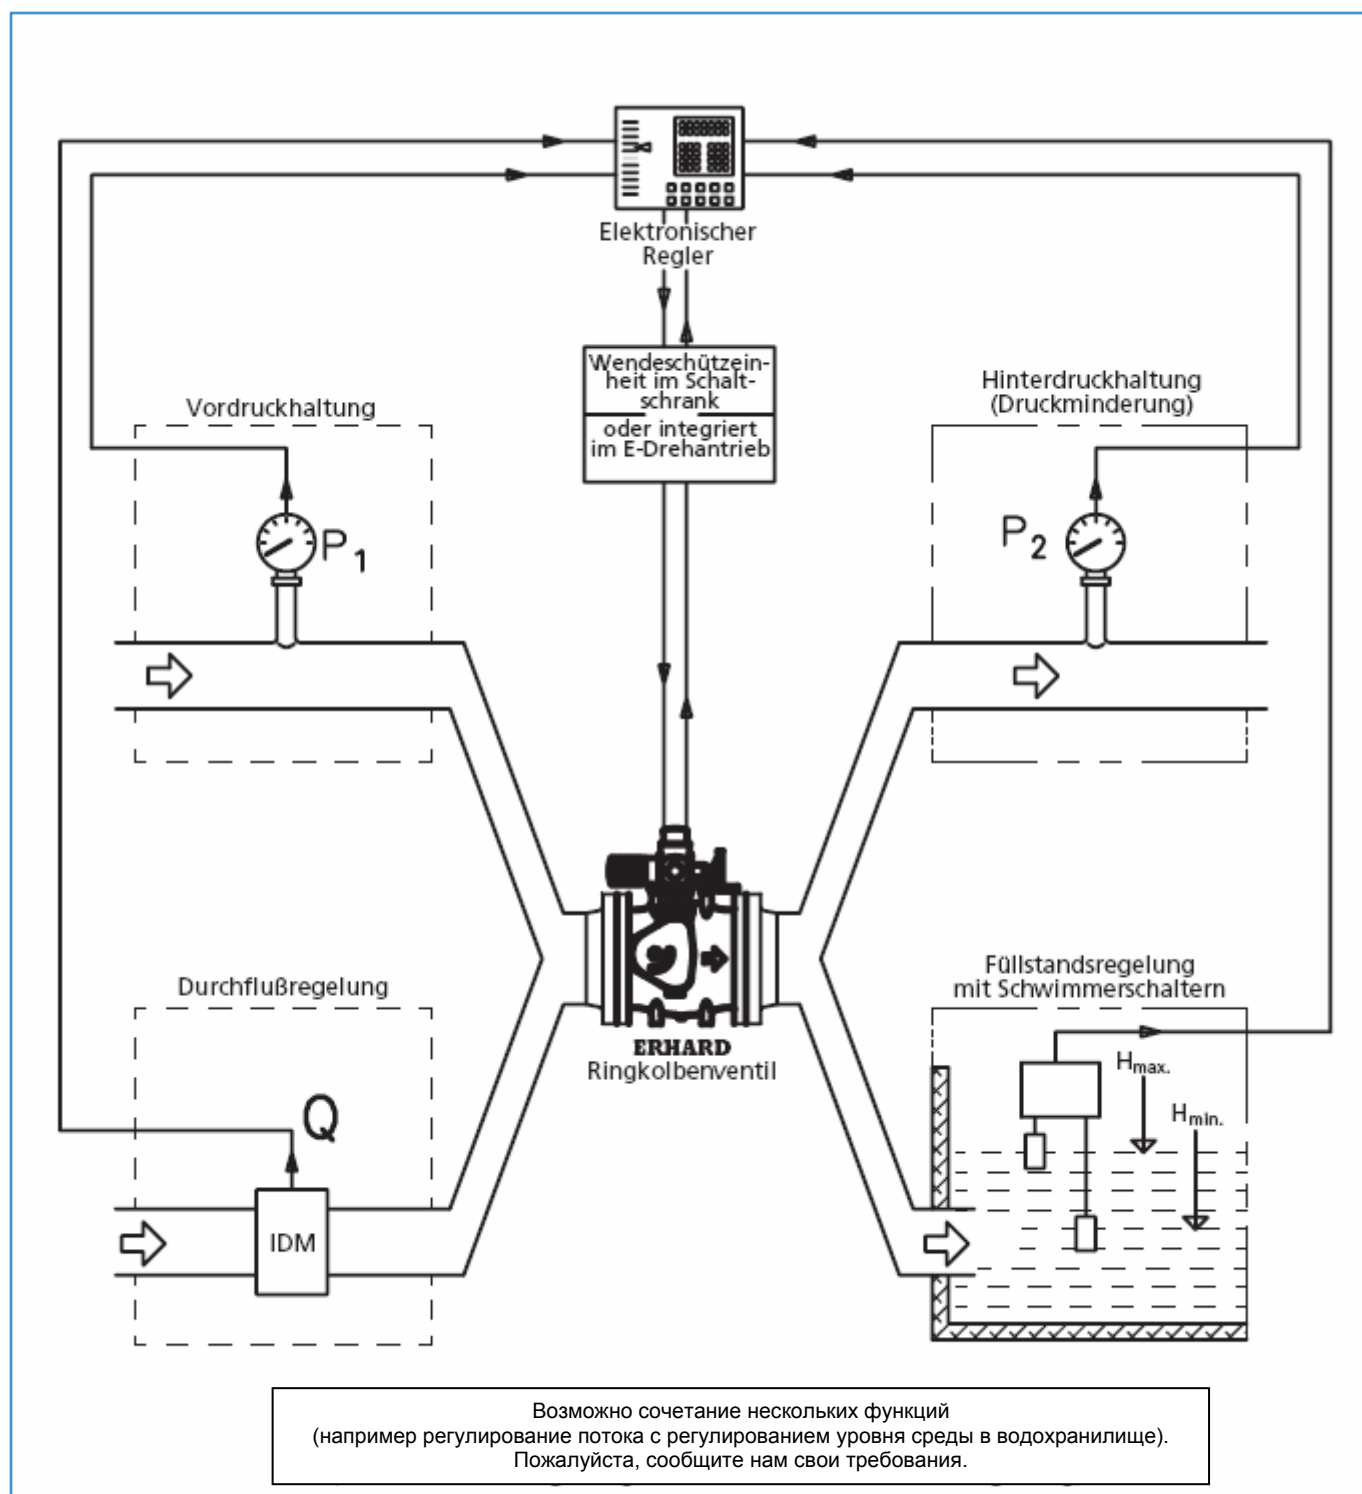 Elektronischer
Regler
Wendeschützein-
heit im Schalt-
schrank
oder integriert
im E-Drehantrieb
Vordruckhaltung
P1
Hinterdruckhaltung
(Druckminderung)
P2
ERHARD
Ringkolbenventil
Durchflußregelung
Q
IDM
Füllstandsregelung
mit Schwimmerschaltern
Hmax.
Hmin.
Возможно сочетание нескольких функций
(например регулирование потока с регулированием уровня среды в водохранилище).
Пожалуйста, сообщите нам свои требования.